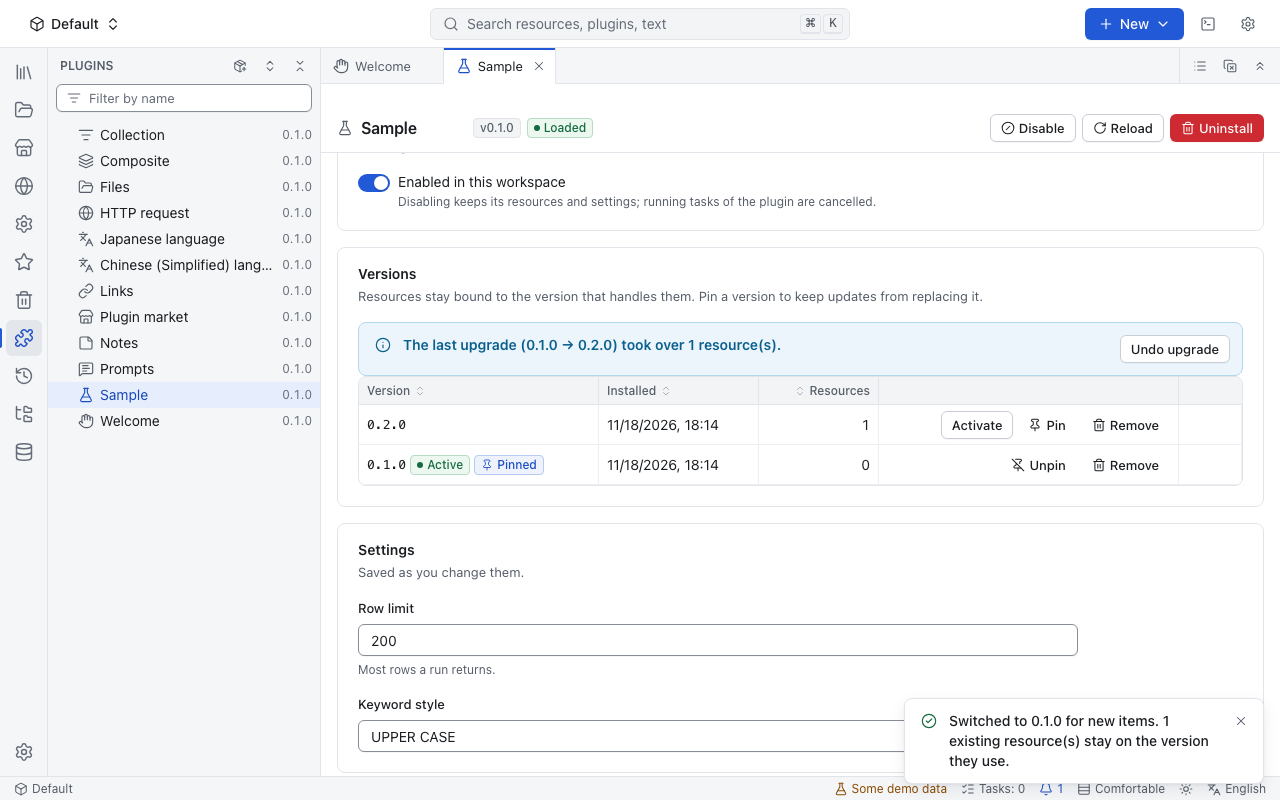 Default
Search resources, plugins, text
⌘ K
New
PLUGINS
Welcome
Sample
Filter by name
Collection 0.1.0
Composite 0.1.0
Files 0.1.0
HTTP request 0.1.0
Japanese language 0.1.0
Chinese (Simplified) lang... 0.1.0
Links 0.1.0
Plugin market 0.1.0
Notes 0.1.0
Prompts 0.1.0
Sample 0.1.0
Welcome 0.1.0
Sample v0.1.0 Loaded
Disable Reload Uninstall
Enabled in this workspace
Disabling keeps its resources and settings; running tasks of the plugin are cancelled.
Versions
Resources stay bound to the version that handles them. Pin a version to keep updates from replacing it.
The last upgrade (0.1.0 → 0.2.0) took over 1 resource(s).
Undo upgrade
Version Installed Resources
0.2.0 11/18/2026, 18:14 1 Activate Pin Remove
0.1.0 Active Pinned 11/18/2026, 18:14 0 Unpin Remove
Settings
Saved as you change them.
Row limit
200
Most rows a run returns.
Keyword style
UPPER CASE
Switched to 0.1.0 for new items. 1
existing resource(s) stay on the version
they use.
Default
Some demo data Tasks: 0 1 Comfortable English